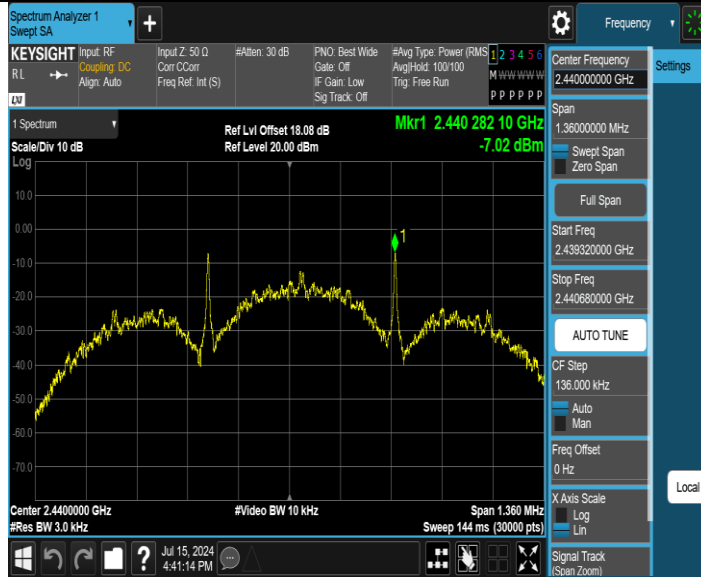 Spectrum Analyzer 1
Swept SA
+
Frequency
KEYSIGHT
RL
LXI
Input: RF
Coupling: DC
Align: Auto
Input Z: 50 Ω
Corr CCorr
Freq Ref: Int (S)
#Atten: 30 dB
PNO: Best Wide
Gate: Off
IF Gain: Low
Sig Track: Off
#Avg Type: Power (RMS
Avg|Hold: 100/100
Trig: Free Run
1 2 3 4 5 6
M W W W W W
P P P P P P
1 Spectrum
Scale/Div 10 dB
Log
Ref Lvl Offset 18.08 dB
Ref Level 20.00 dBm
Mkr1 2.440 282 10 GHz
-7.02 dBm
10.0
0.00
-10.0
-20.0
-30.0
-40.0
-50.0
-60.0
-70.0
1
Center 2.4400000 GHz
#Res BW 3.0 kHz
#Video BW 10 kHz
Span 1.360 MHz
Sweep 144 ms (30000 pts)
?
Jul 15, 2024
4:41:14 PM
Center Frequency
2.440000000 GHz
Span
1.36000000 MHz
Swept Span
Zero Span
Full Span
Start Freq
2.439320000 GHz
Stop Freq
2.440680000 GHz
AUTO TUNE
CF Step
136.000 kHz
Auto
Man
Freq Offset
0 Hz
X Axis Scale
Log
Lin
Signal Track
(Span Zoom)
Settings
Local